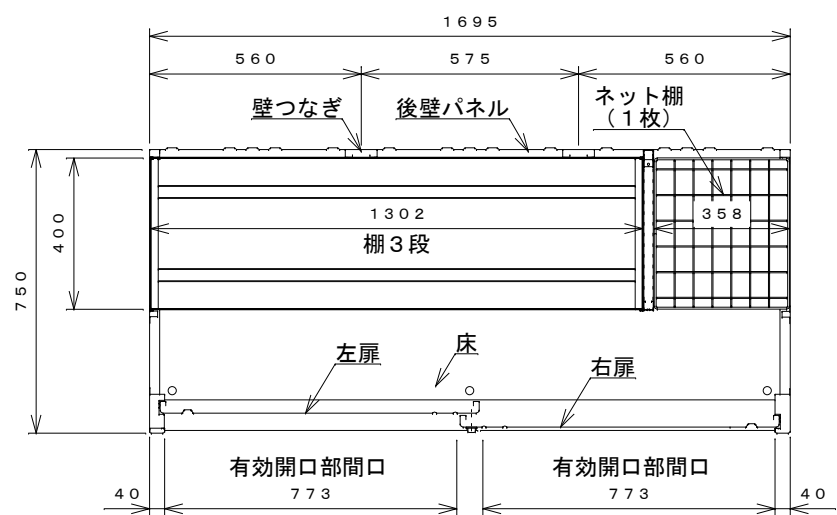 １６９５
５６０
５７５
５６０
壁つなぎ
後壁パネル
ネット棚
（１枚）
１３０２
３５８
棚３段
４００
７５０
左扉
床
右扉
有効開口部間口
有効開口部間口
４０
７７３
７７３
４０